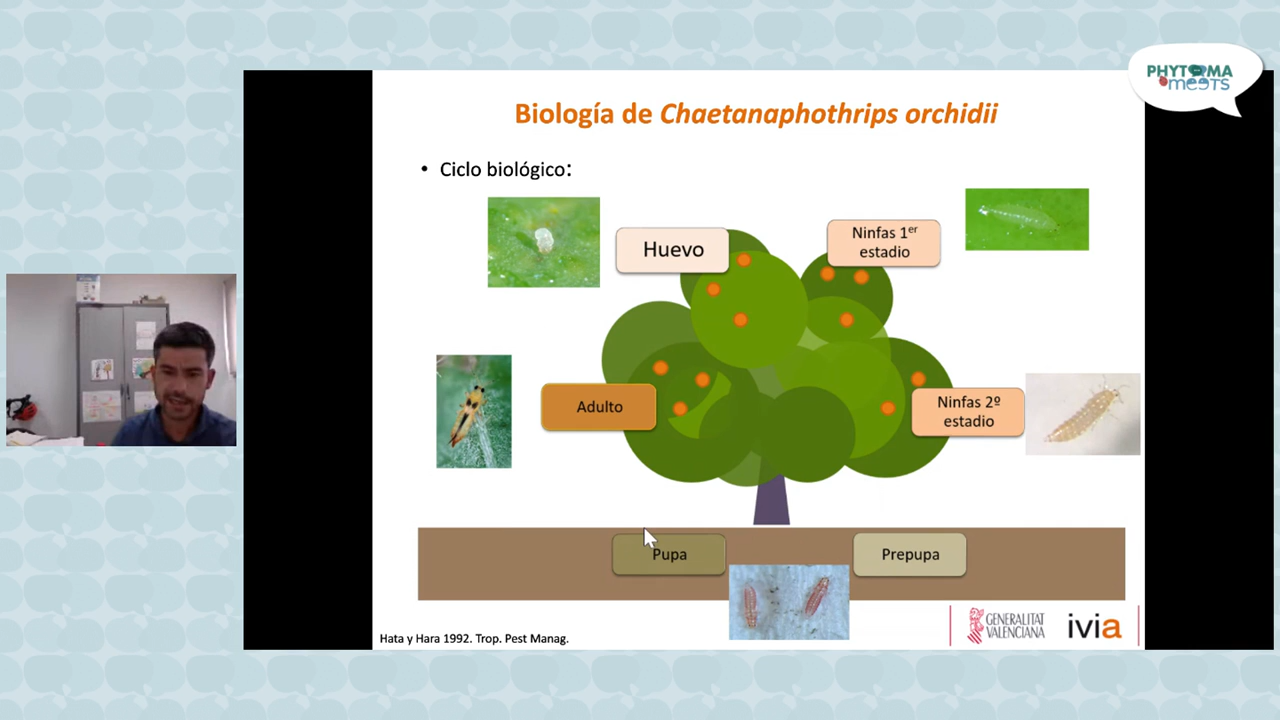 PHYTOMA
meets
Biología de Chaetanaphothrips orchidii
• Ciclo biológico:
Huevo
Ninfas 1er
estadio
Adulto
Ninfas 2º
estadio
Pupa
Prepupa
GENERALITAT
VALENCIANA
ivia
Hata y Hara 1992. Trop. Pest Manag.